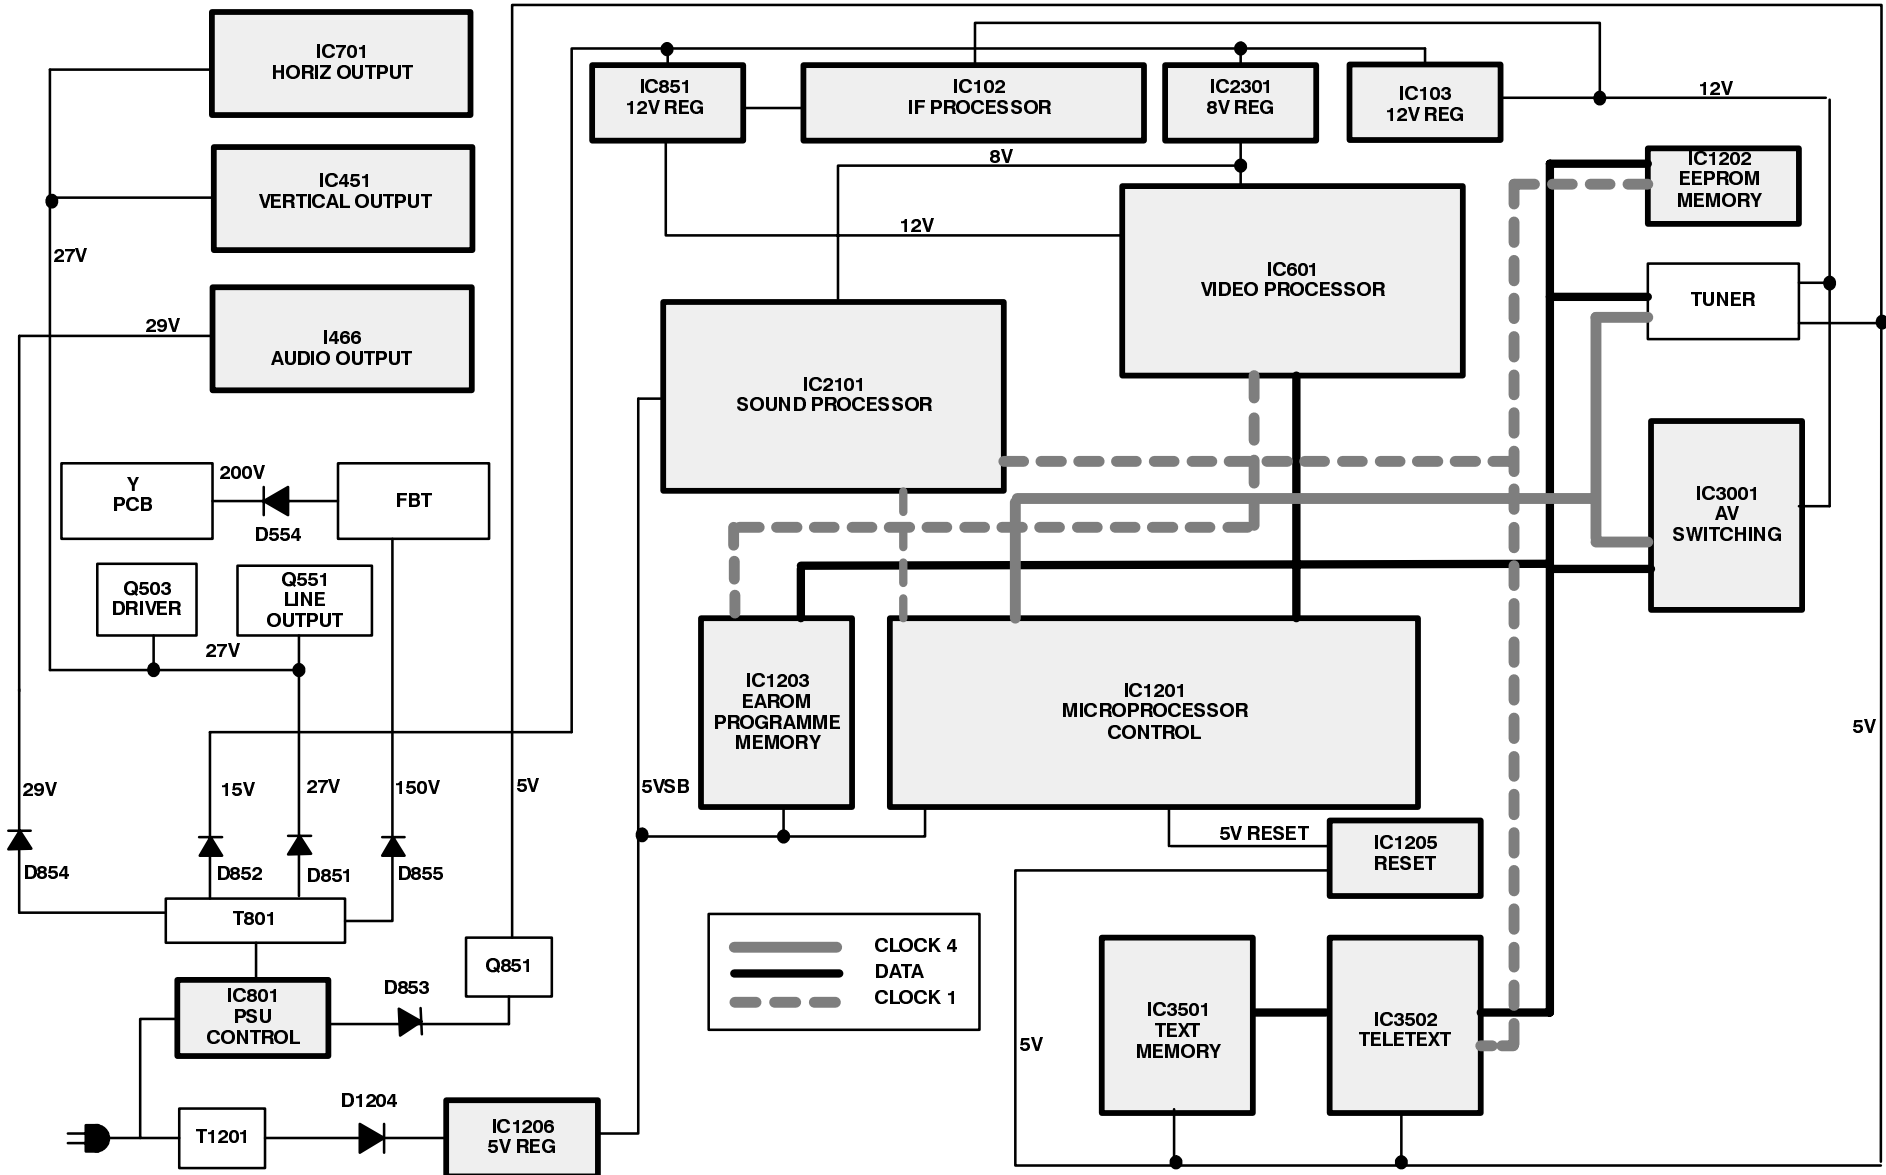 IC701
HORIZ OUTPUT
IC451
VERTICAL OUTPUT
27V
29V
I466
AUDIO OUTPUT
IC851
12V REG
IC102
IF PROCESSOR
IC2301
8V REG
IC103
12V REG
12V
8V
12V
IC1202
EEPROM
MEMORY
IC601
VIDEO PROCESSOR
TUNER
IC2101
SOUND PROCESSOR
Y
PCB
200V
D554
FBT
IC3001
AV
SWITCHING
Q503
DRIVER
Q551
LINE
OUTPUT
27V
IC1203
EAROM
PROGRAMME
MEMORY
IC1201
MICROPROCESSOR
CONTROL
5V
29V
15V
27V
150V
5V
5VSB
D854
D852
D851
D855
5V RESET
IC1205
RESET
T801
Q851
IC801
PSU
CONTROL
D853
CLOCK 4
DATA
CLOCK 1
IC3501
TEXT
MEMORY
IC3502
TELETEXT
5V
T1201
D1204
IC1206
5V REG